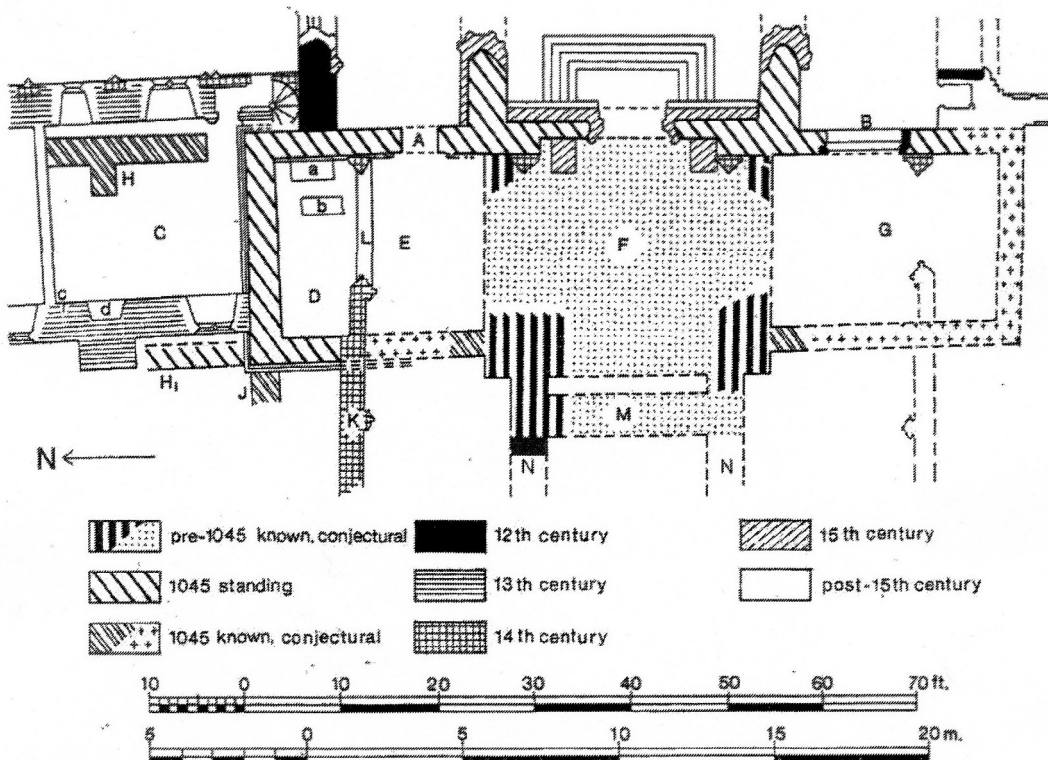 A
B
a
b
H
C
L
E
F
G
D
c
d
H₁
J
K
M
N
N
N
pre-1045 known, conjectural
12th century
15th century
1045 standing
13th century
post-15th century
1045 known, conjectural
14th century
10 0 10 20 30 40 50 60 70 ft.
5 0 5 10 15 20 m.